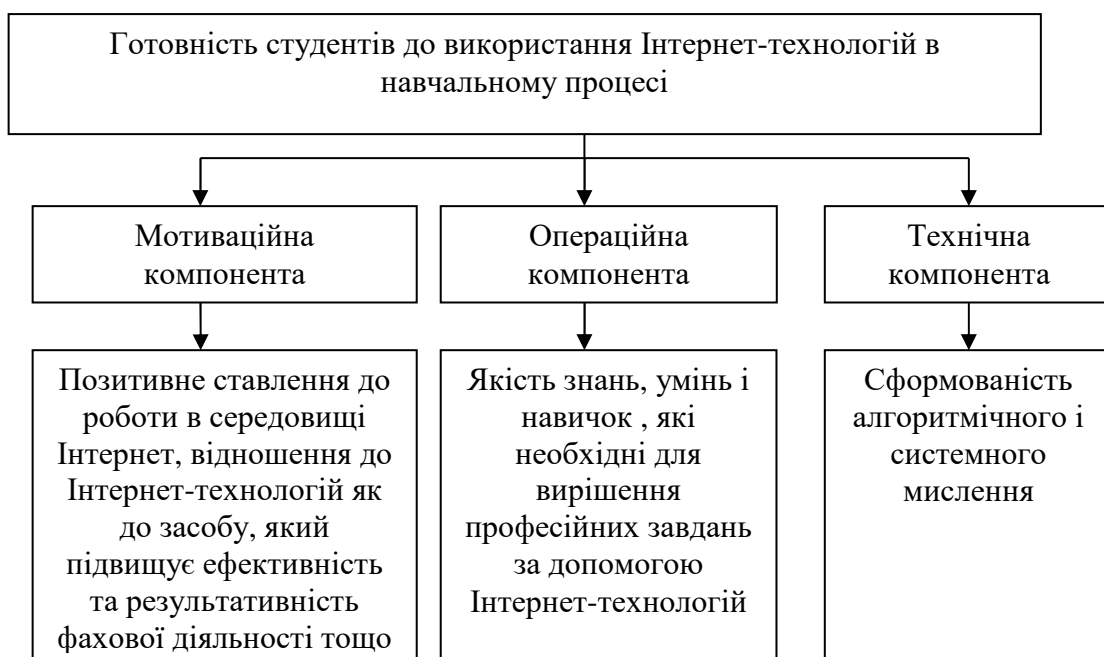 Готовність студентів до використання Інтернет-технологій в
навчальному процесі
Мотиваційна
компонента
Операційна
компонента
Технічна
компонента
Позитивне ставлення до
роботи в середовищі
Інтернет, відношення до
Інтернет-технологій як
до засобу, який
підвищує ефективність
та результативність
фахової діяльності тощо
Якість знань, умінь і
навичок , які
необхідні для
вирішення
професійних завдань
за допомогою
Інтернет-технологій
Сформованість
алгоритмічного і
системного
мислення